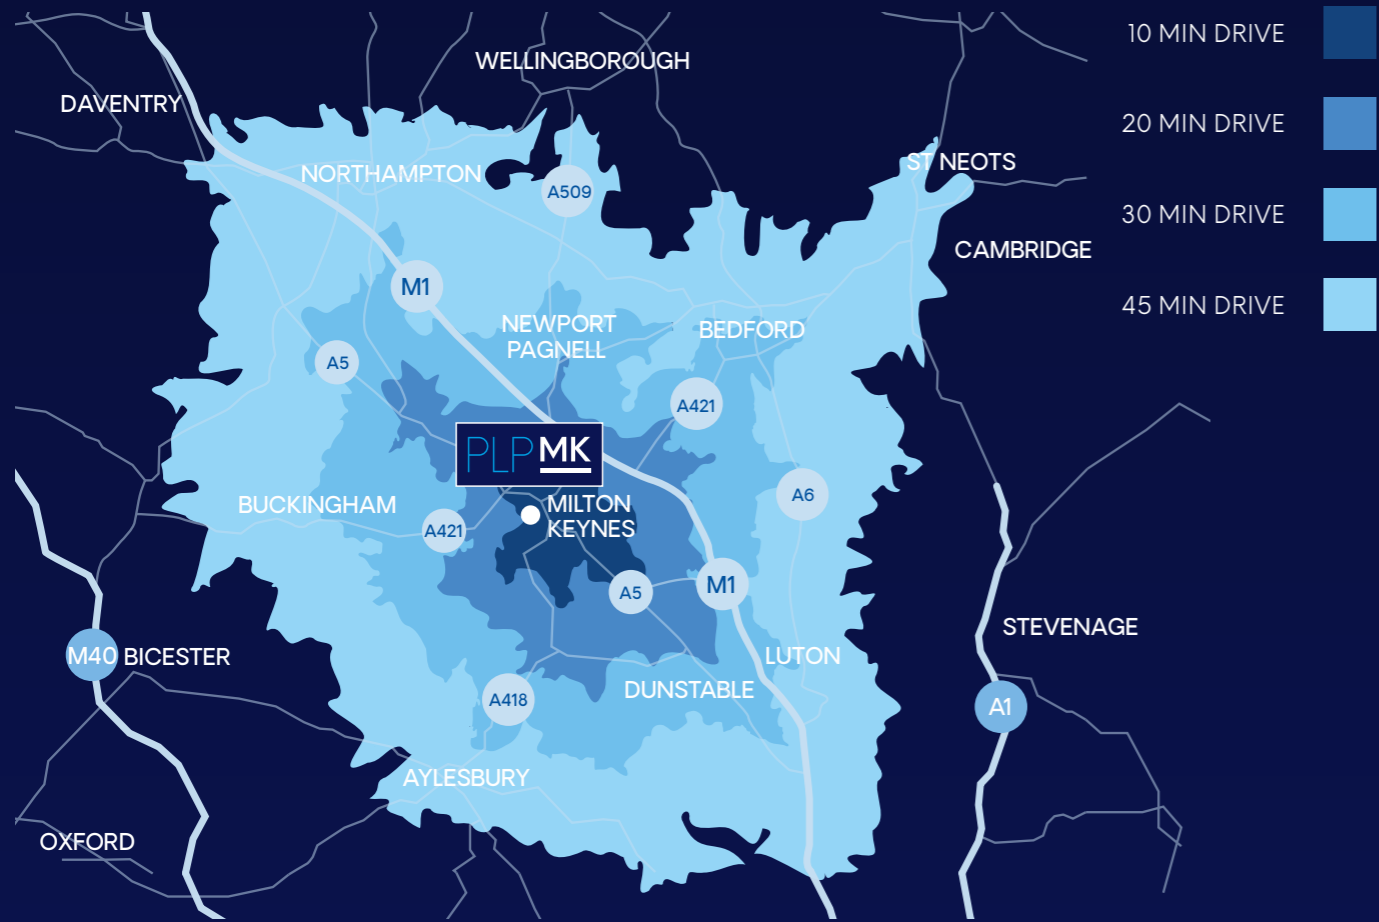 10 MIN DRIVE
WELLINGBOROUGH
DAVENTRY
20 MIN DRIVE
ST NEOTS
NORTHAMPTON
A509
30 MIN DRIVE
CAMBRIDGE
M1
45 MIN DRIVE
NEWPORT
PAGNELL
BEDFORD
A5
A421
PLP MK
A6
BUCKINGHAM
MILTON
KEYNES
A421
M1
A5
STEVENAGE
M40 BICESTER
LUTON
DUNSTABLE
A418
A1
AYLESBURY
OXFORD